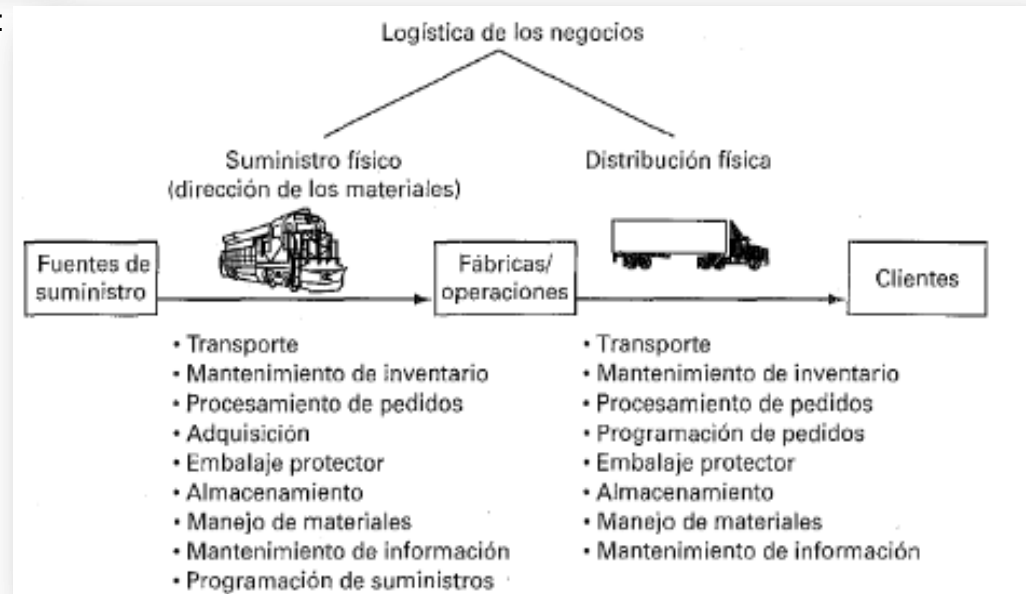 Logística de los negocios
Suministro físico
(dirección de los materiales)
Distribución física
Fuentes de
suministro
Fábricas/
operaciones
Clientes
• Transporte
• Mantenimiento de inventario
• Procesamiento de pedidos
• Adquisición
• Embalaje protector
• Almacenamiento
• Manejo de materiales
• Mantenimiento de información
• Programación de suministros
• Transporte
• Mantenimiento de inventario
• Procesamiento de pedidos
• Programación de pedidos
• Embalaje protector
• Almacenamiento
• Manejo de materiales
• Mantenimiento de información